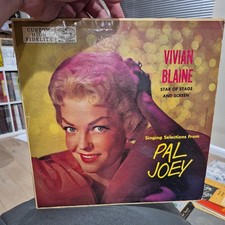 VIVIAN
BLAINE
STAR OF STAGE
AND SCREEN
Singing Selections from
PAL
JOEY